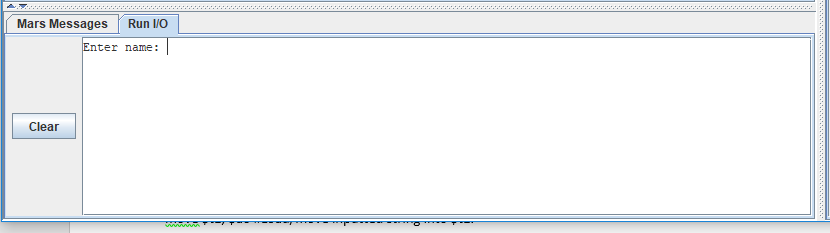 Mars Messages Run I/O
Enter name:
Clear